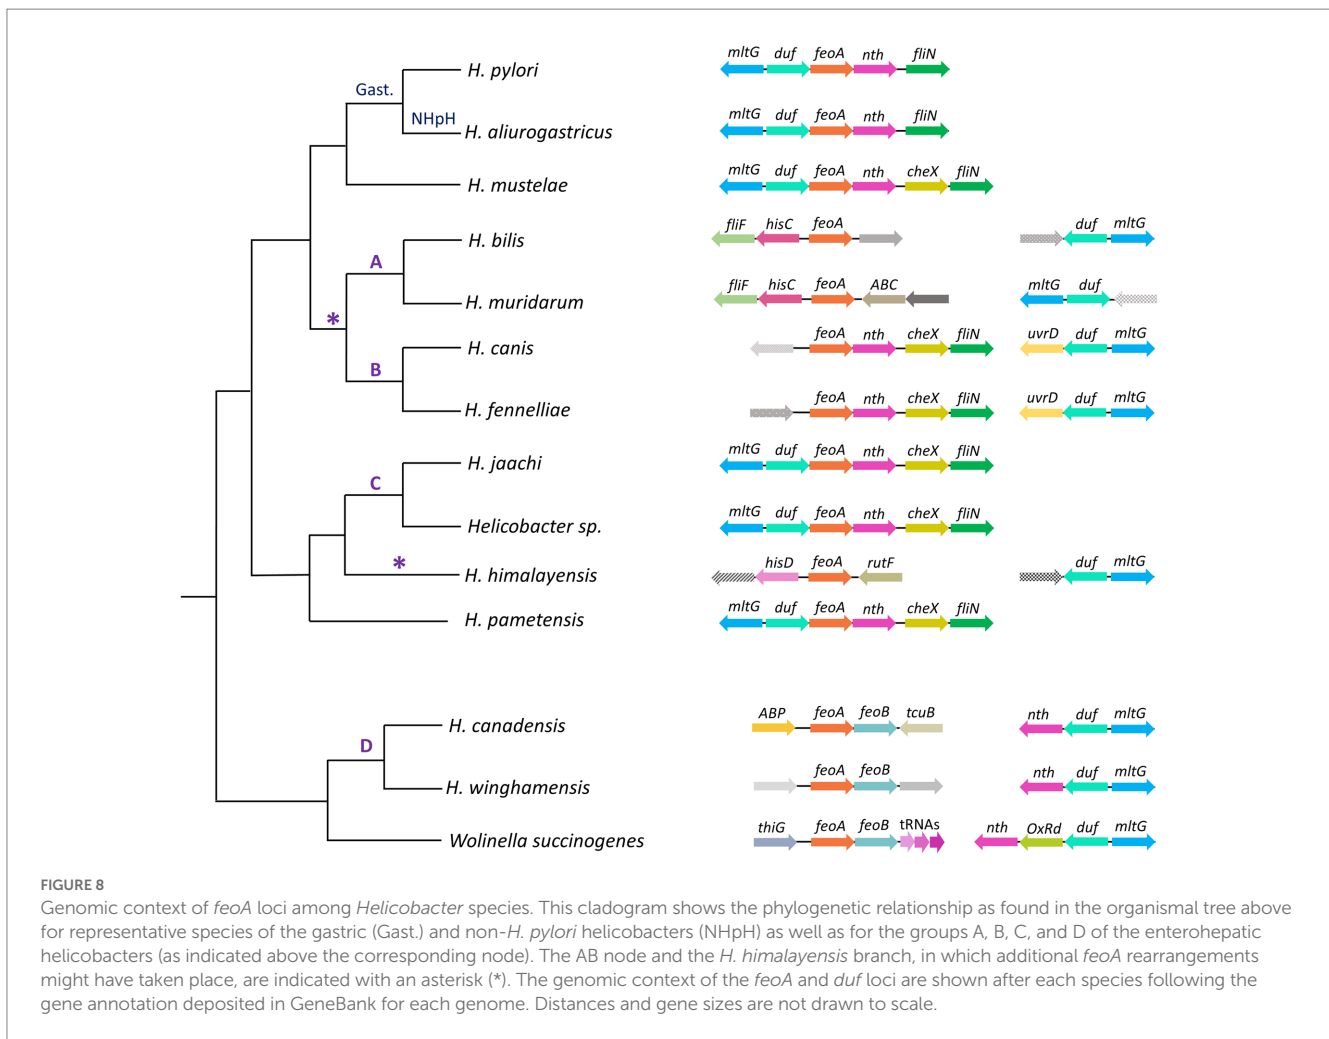 mltG duf feoA nth fliN
Gast. H. pylori
NHpH
H. aliurogastricus mltG duf feoA nth fliN
H. mustelae mltG duf feoA nth cheX fliN
H. bilis fliF hisC feoA duf mltG
A
H. muridarum fliF hisC feoA ABC mltG duf
*
H. canis feoA nth cheX fliN uvrD duf mltG
B
H. fennelliae feoA nth cheX fliN uvrD duf mltG
H. jaachi mltG duf feoA nth cheX fliN
C
Helicobacter sp. mltG duf feoA nth cheX fliN
*
H. himalayensis hisD feoA rutF duf mltG
H. pametensis mltG duf feoA nth cheX fliN
H. canadensis ABP feoA feoB tcuB nth duf mltG
D
H. winghamensis feoA feoB nth duf mltG
Wolinella succinogenes thiG feoA feoB tRNAs nth OxRd duf mltG
FIGURE 8
Genomic context of feoA loci among Helicobacter species. This cladogram shows the phylogenetic relationship as found in the organismal tree above
for representative species of the gastric (Gast.) and non-H. pylori helicobacters (NHpH) as well as for the groups A, B, C, and D of the enterohepatic
helicobacters (as indicated above the corresponding node). The AB node and the H. himalayensis branch, in which additional feoA rearrangements
might have taken place, are indicated with an asterisk (*). The genomic context of the feoA and duf loci are shown after each species following the
gene annotation deposited in GeneBank for each genome. Distances and gene sizes are not drawn to scale.